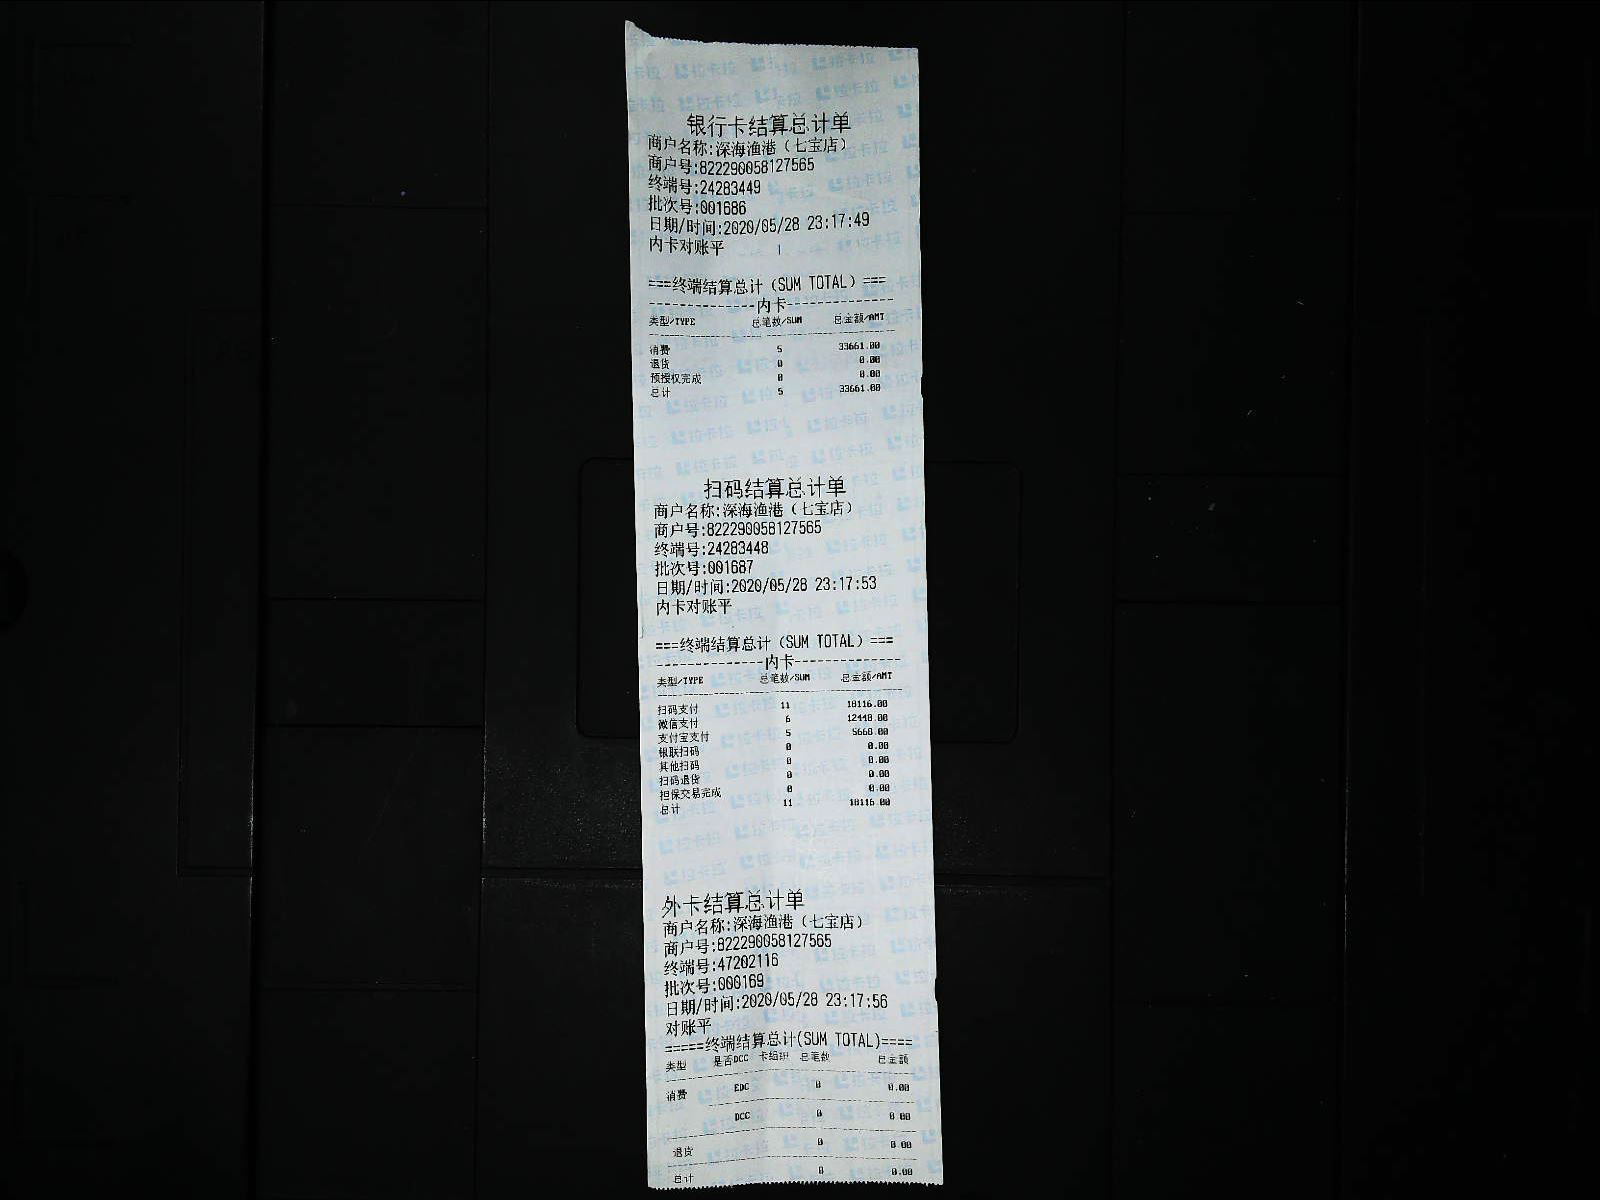 银行卡结算总计单
商户名称:深海渔港（七宝店）
商户号:822290058127565
终端号:24283449
批次号:001686
日期/时间:2020/05/28 23:17:49
内卡对账平
===终端结算总计（SUM TOTAL）===
--------------内卡--------------
类型/TYPE 总笔数/SUM 总金额/AMT
消费 5 33661.00
退货 0 0.00
预授权完成 0 0.00
总计 5 33661.00
扫码结算总计单
商户名称:深海渔港（七宝店）
商户号:822290058127565
终端号:24283448
批次号:001687
日期/时间:2020/05/28 23:17:53
内卡对账平
===终端结算总计（SUM TOTAL）===
--------------内卡--------------
类型/TYPE 总笔数/SUM 总金额/AMT
扫码支付 11
微信支付 6
支付宝支付 5
银联扫码 0 0.00
其他扫码 0 0.00
扫码退货 0 0.00
担保交易完成 0 0.00
总计 11
外卡结算总计单
商户名称:深海渔港（七宝店）
商户号:822290058127565
终端号:47202116
批次号:000169
日期/时间:2020/05/28 23:17:56
对账平
=====终端结算总计(SUM TOTAL)====
类型 是否DCC 卡组织 总笔数 总金额
消费 EDC 0 0.00
DCC 0 0.00
退货 0 0.00
总计 0 0.00